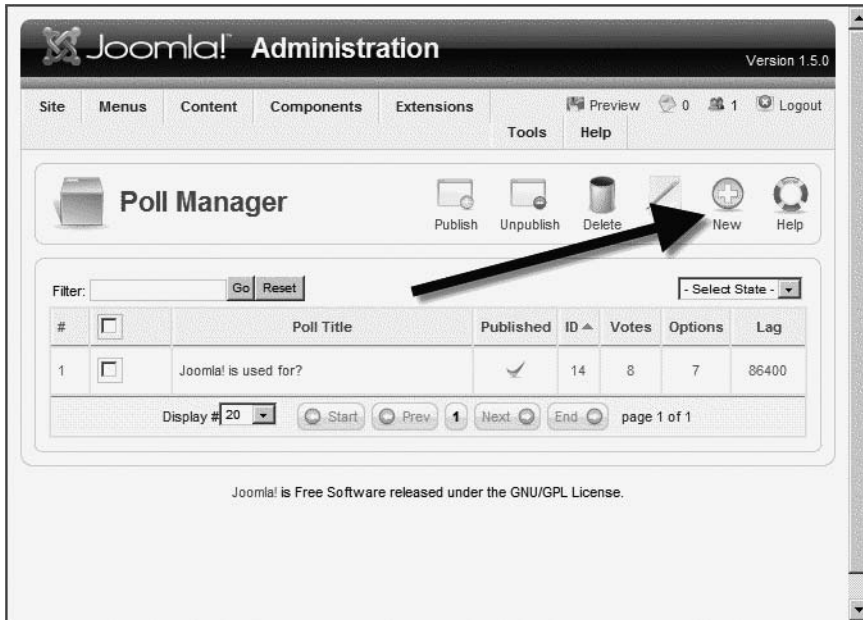 Joomla! Administration
Version 1.5.0
Site Menus Content Components Extensions Preview 0 1 Logout
Tools Help
Poll Manager
Publish Unpublish Delete New Help
Filter: Go Reset - Select State -
# Poll Title Published ID Votes Options Lag
1 Joomla! is used for? 14 8 7 86400
Display # 20 Start Prev 1 Next End page 1 of 1
Joomla! is Free Software released under the GNU/GPL License.